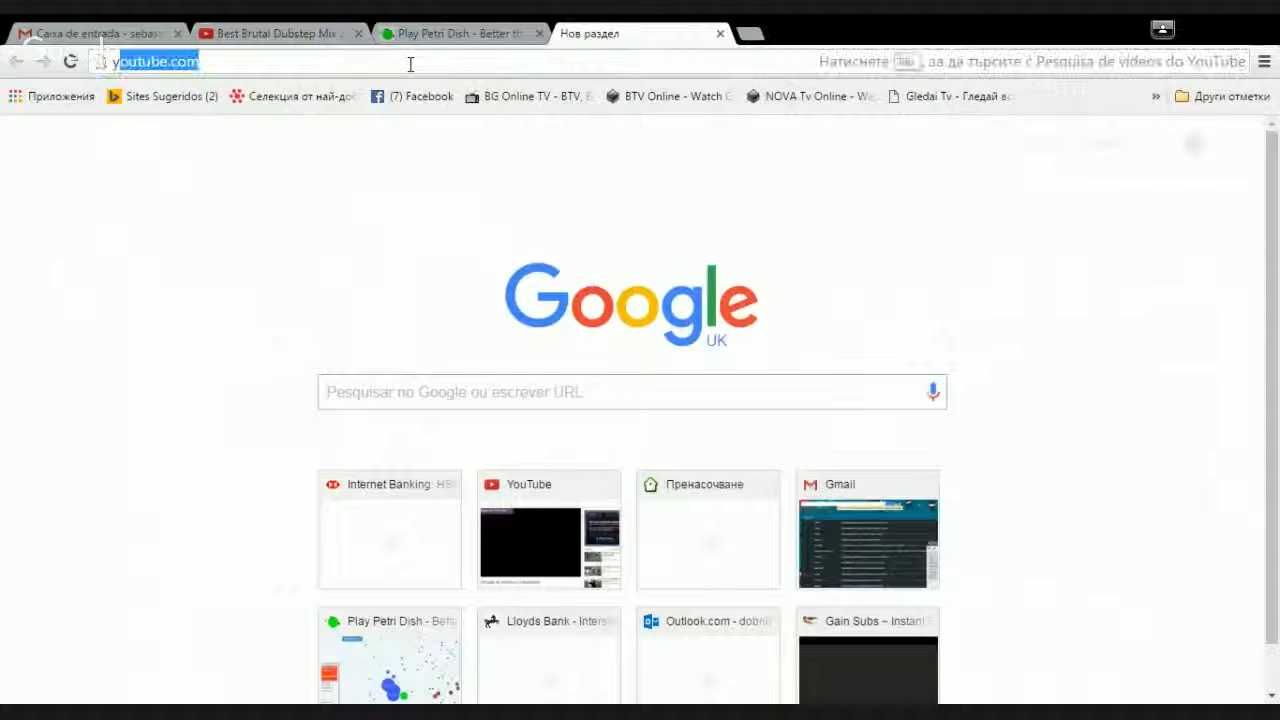 Caixa de entrada - sebas
Best Brutal Dubstep Mix
Play Petri Dish - Better th
Нов раздел
youtube.com
Натиснете
, за да търсите с Pesquisa de vídeos do YouTube
Приложения
Sites Sugeridos (2)
Селекция от най-до
(7) Facebook
BG Online TV - BTV,
BTV Online - Watch
NOVA Tv Online - Wa
Gledai Tv - Гледай вс
»
Други отметки
Google
UK
Pesquisar no Google ou escrever URL
Internet Banking: HS
YouTube
Пренасочване
Gmail
Play Petri Dish - Bett
Lloyds Bank - Intern
Outlook.com - dobri
Gain Subs ~ Instant